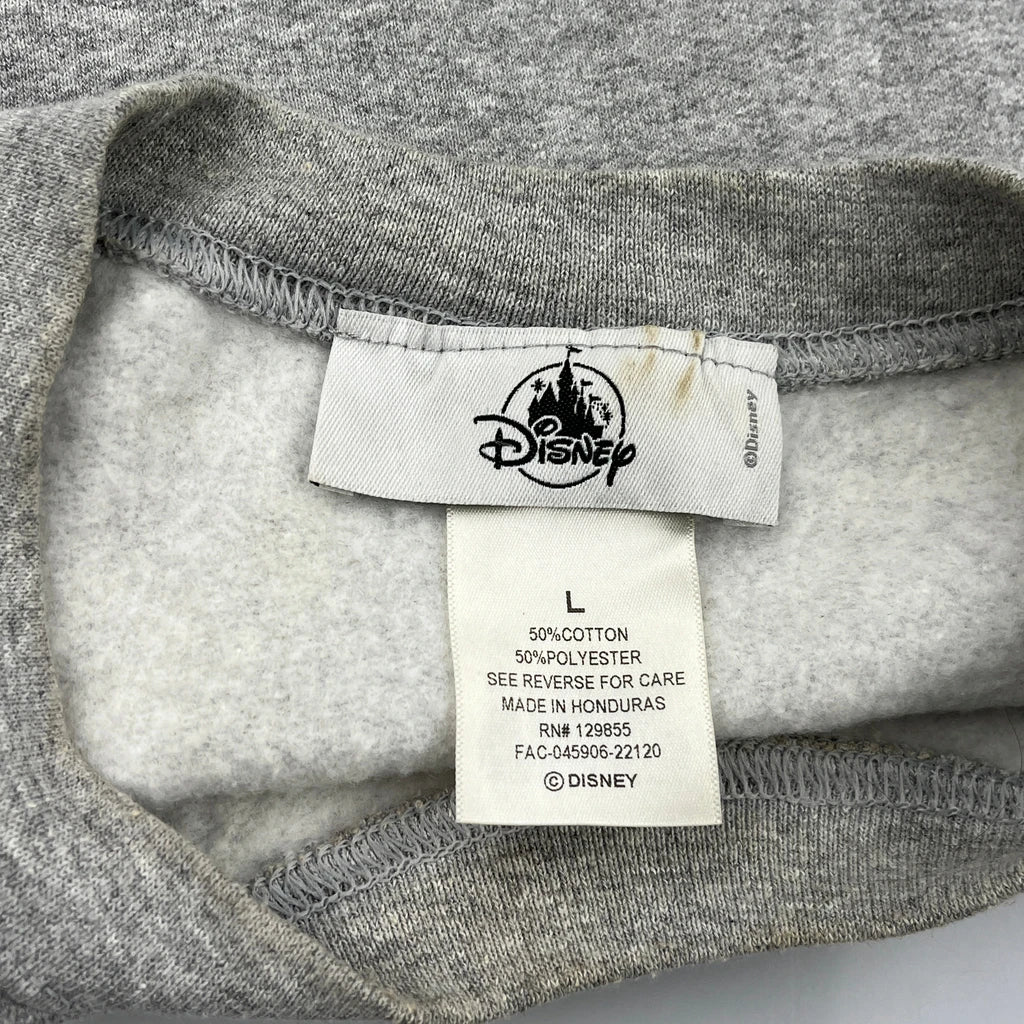 Disney
©Disney
L
50%COTTON
50%POLYESTER
SEE REVERSE FOR CARE
MADE IN HONDURAS
RN# 129855
FAC-045906-22120
©DISNEY